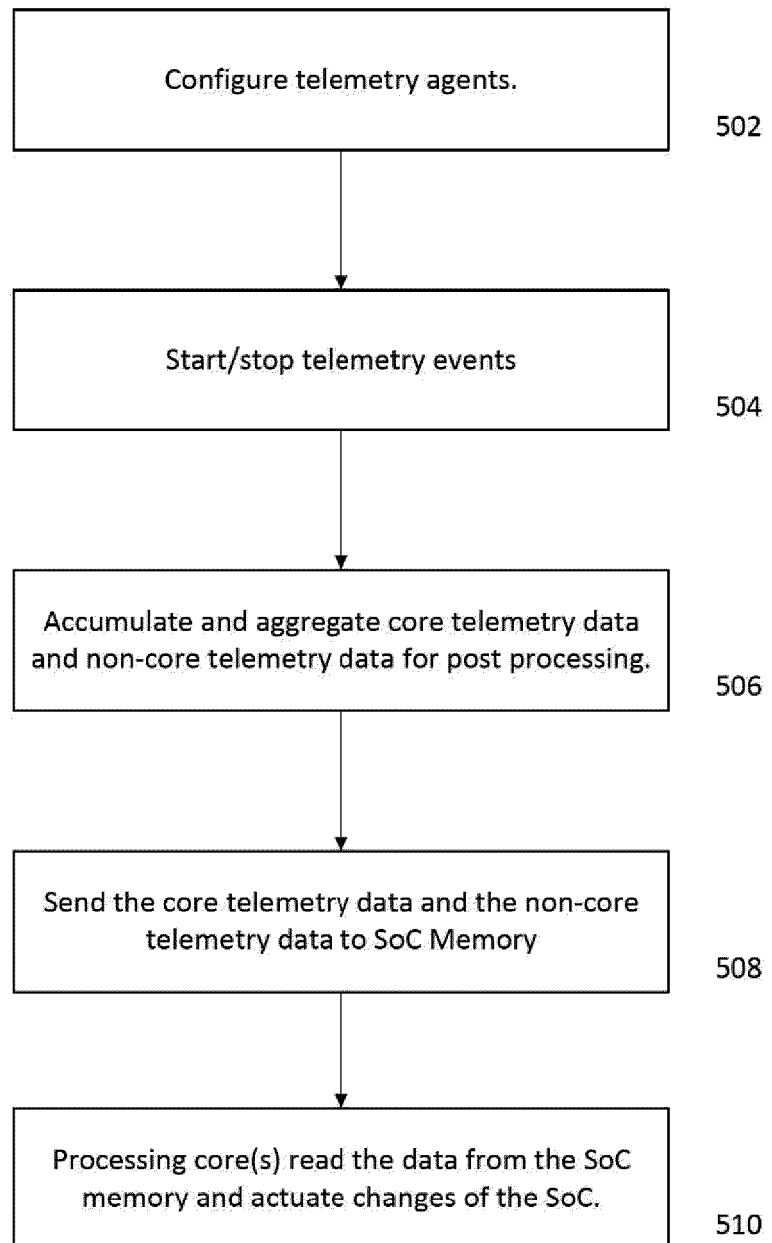 Configure telemetry agents.
502
Start/stop telemetry events
504
Accumulate and aggregate core telemetry data
and non-core telemetry data for post processing.
506
Send the core telemetry data and the non-core
telemetry data to SoC Memory
508
Processing core(s) read the data from the SoC
memory and actuate changes of the SoC.
510